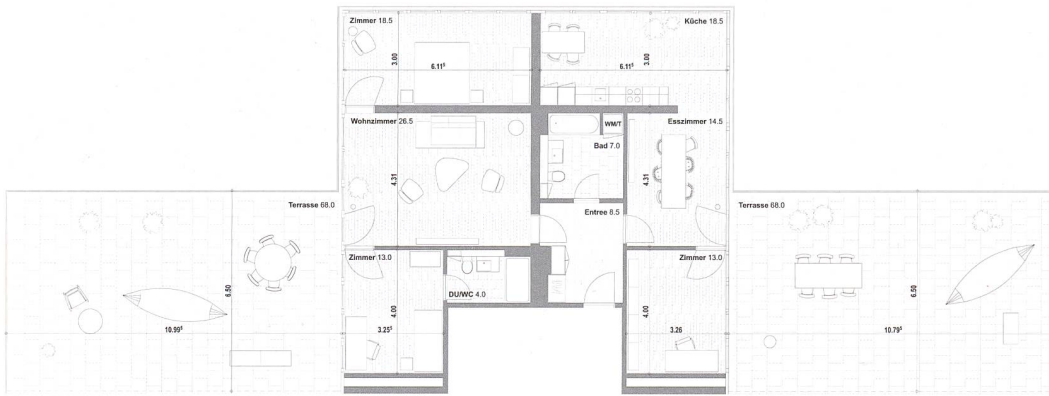 Zimmer 18.5
Küche 18.5
3.00
3.00
6.11⁵
6.11⁵
Wohnzimmer 26.5
WM/T
Esszimmer 14.5
Bad 7.0
4.31
4.31
Terrasse 68.0
Entree 8.5
Terrasse 68.0
Zimmer 13.0
Zimmer 13.0
6.50
DU/WC 4.0
6.50
4.00
4.00
10.99⁵
3.25⁵
3.26
10.79⁵